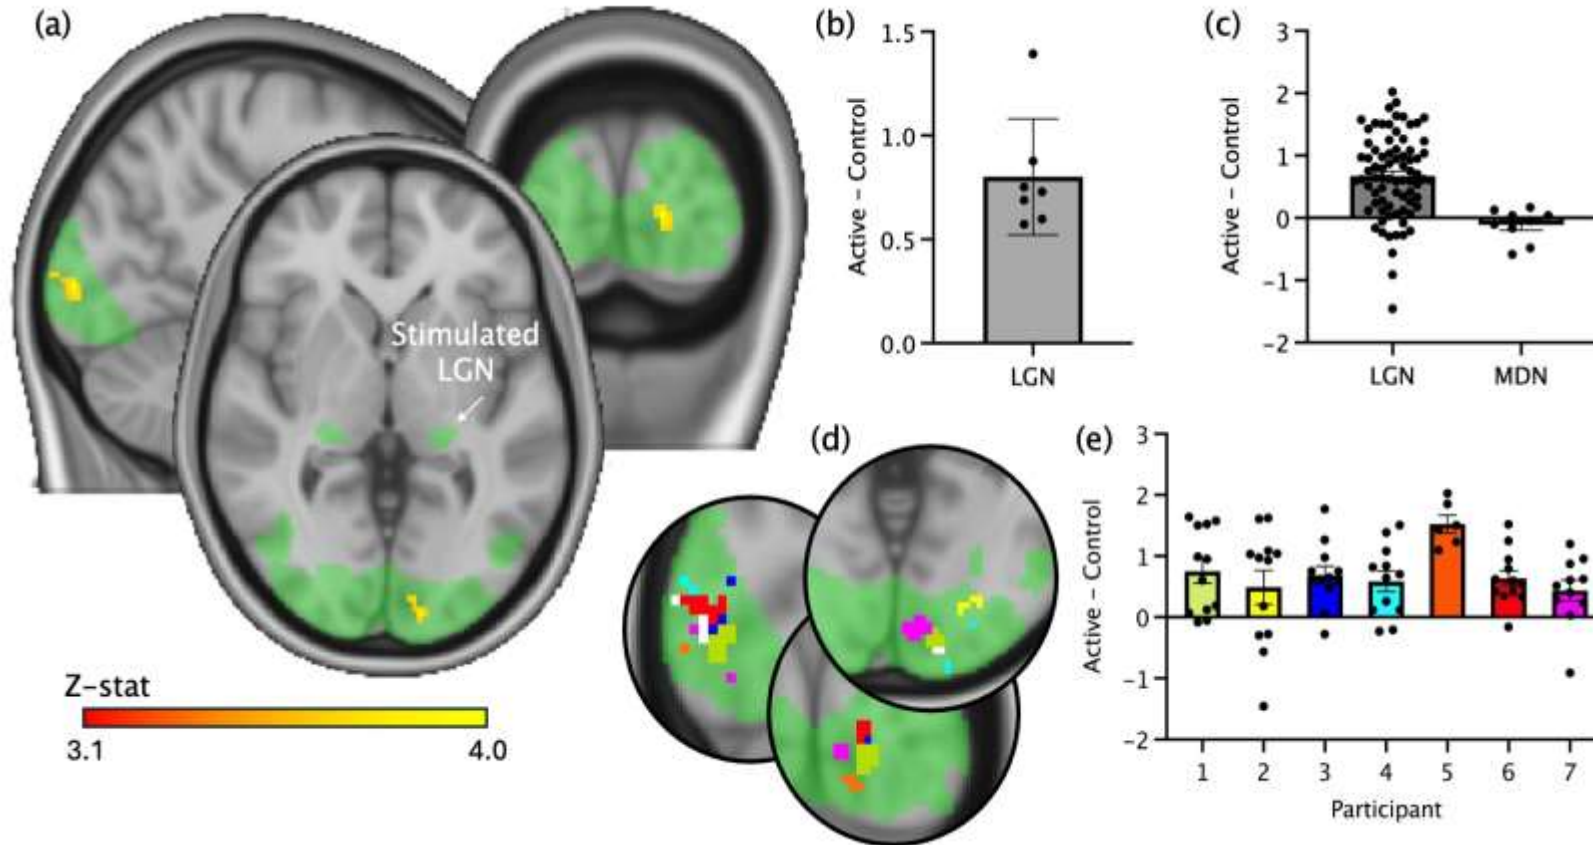 (a)
Stimulated
LGN
Z-stat
3.1
4.0
(b)
Active – Control
1.5
1.0
0.5
0.0
LGN
(c)
Active – Control
3
2
1
0
−1
−2
LGN
MDN
(d)
(e)
Active – Control
3
2
1
0
−1
−2
1
2
3
4
5
6
7
Participant